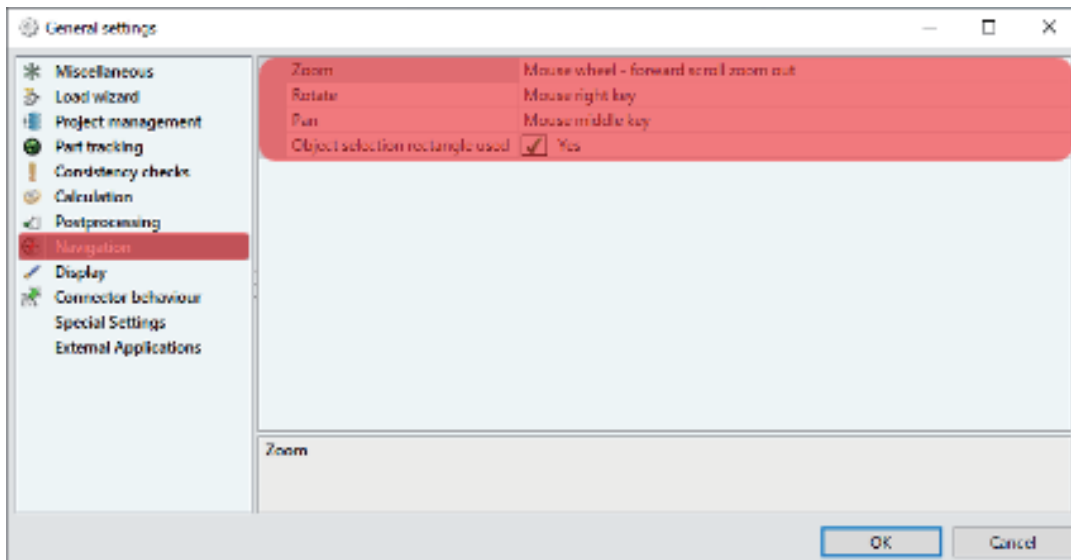 General settings
Miscellaneous
Load wizard
Project management
Part tracking
Consistency checks
Calculation
Postprocessing
Navigation
Display
Connector behaviour
Special Settings
External Applications
Zoom Mouse wheel - forward scroll zoom out
Rotate Mouse right key
Pan Mouse middle key
Object selection rectangle used Yes
Zoom
OK Cancel